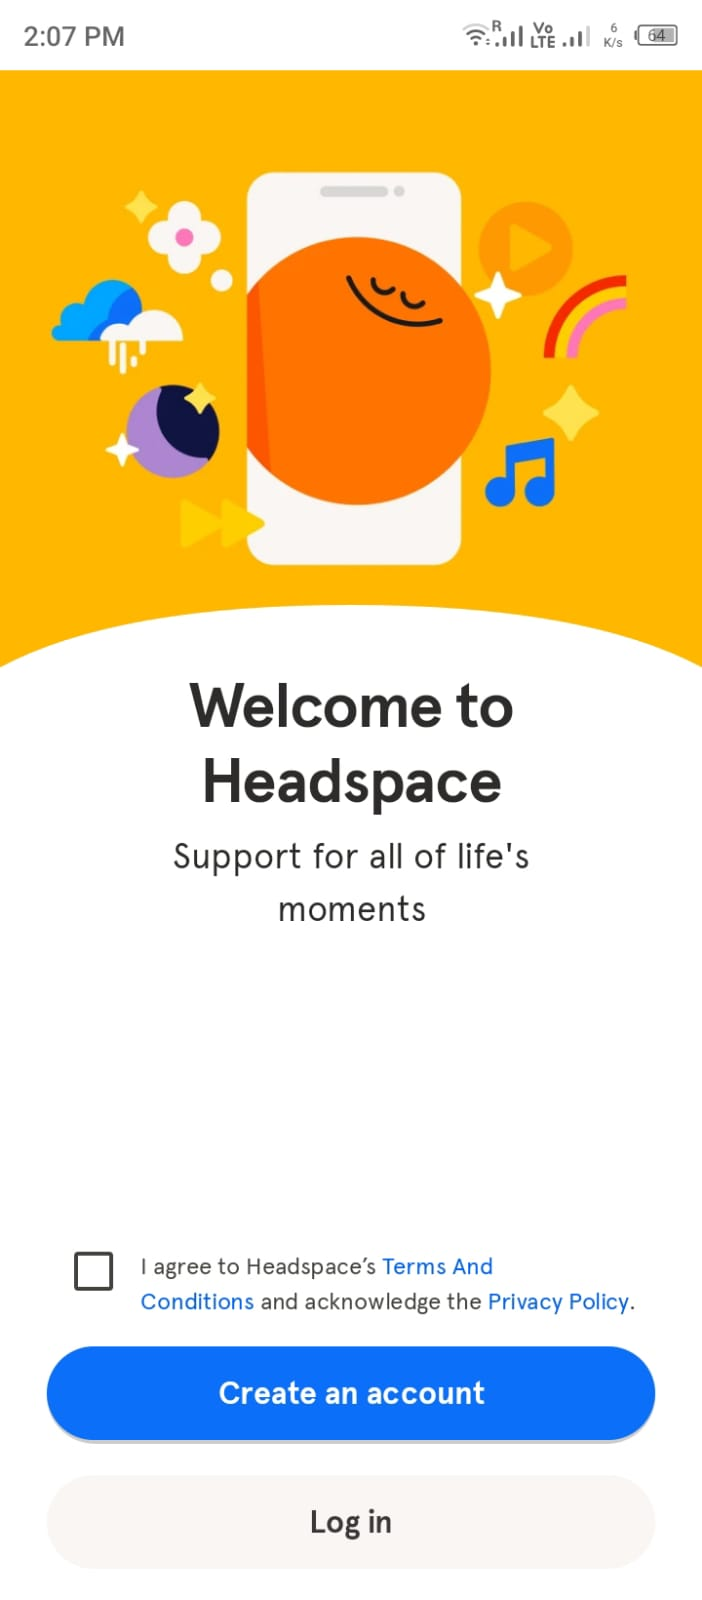 2:07 PM
R
Vo
LTE
6
K/s
64
Welcome to
Headspace
Support for all of life's
moments
I agree to Headspace’s Terms And
Conditions and acknowledge the Privacy Policy.
Create an account
Log in